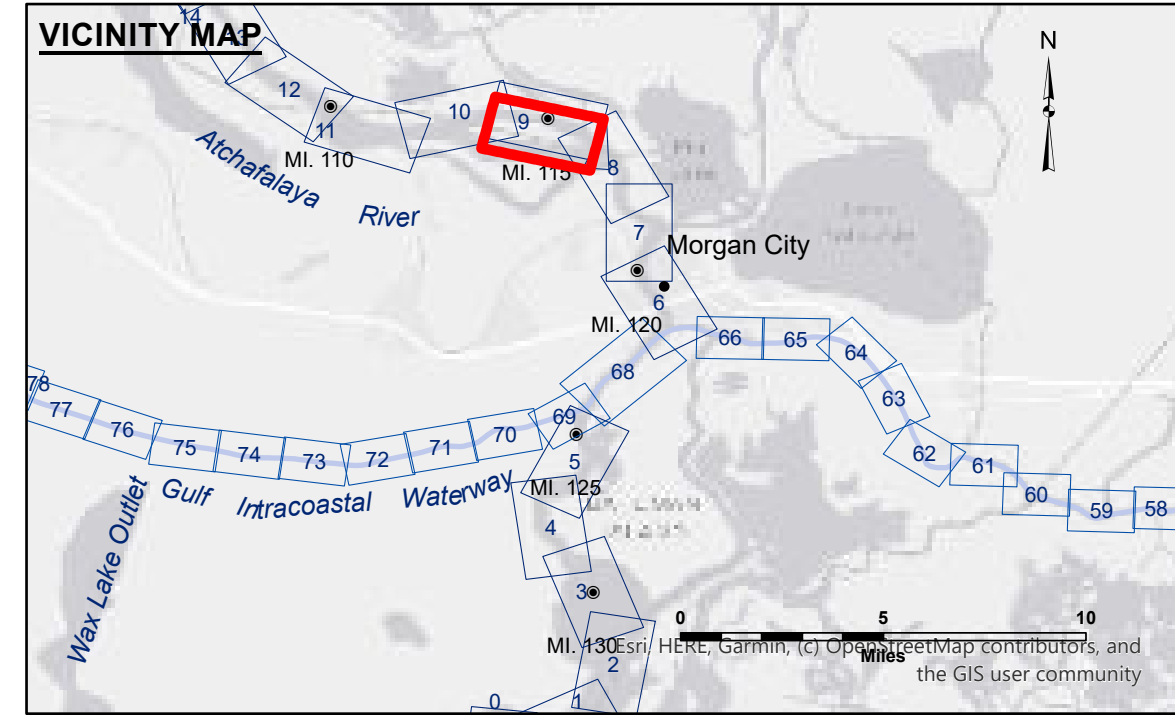 VICINITY MAP
N
14
13
12
11
10
9
8
MI. 110
MI. 115
Atchafalaya
River
7
Morgan City
6
MI. 120
66
65
64
63
62
61
60
59
58
68
69
70
71
72
73
74
75
76
77
78
5
MI. 125
4
Gulf Intracoastal Waterway
Wax Lake Outlet
3
MI. 130
2
1
0
0 5 10
Miles
Esri, HERE, Garmin, (c) OpenStreetMap contributors, and
the GIS user community